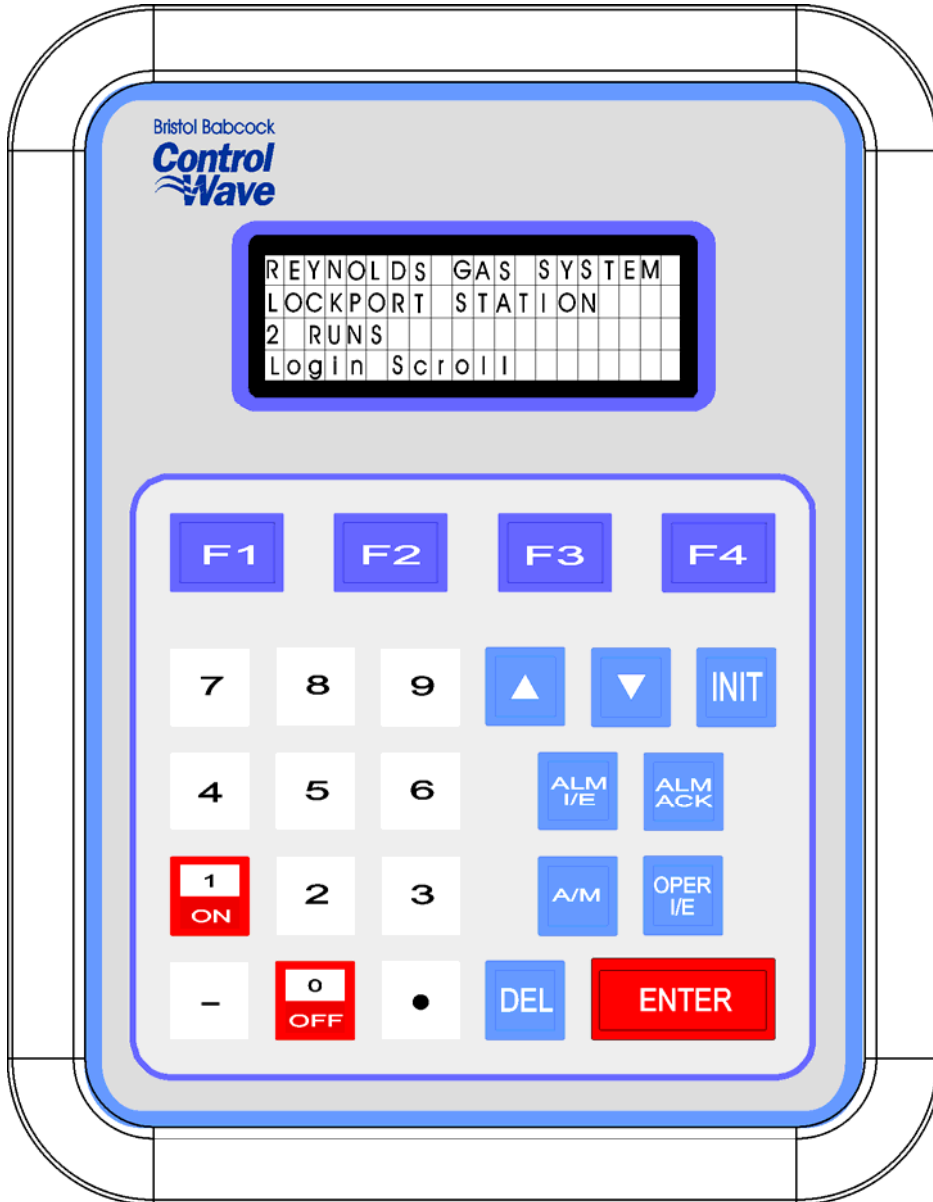 Bristol Babcock
Control
Wave
REYNOLDS GAS SYSTEM
LOCKPORT STATION
2 RUNS
Login Scroll
F1 F2 F3 F4
7 8 9 ▲ ▼ INIT
4 5 6 ALM I/E ALM ACK
1 ON 2 3 A/M OPER I/E
- 0 OFF • DEL ENTER